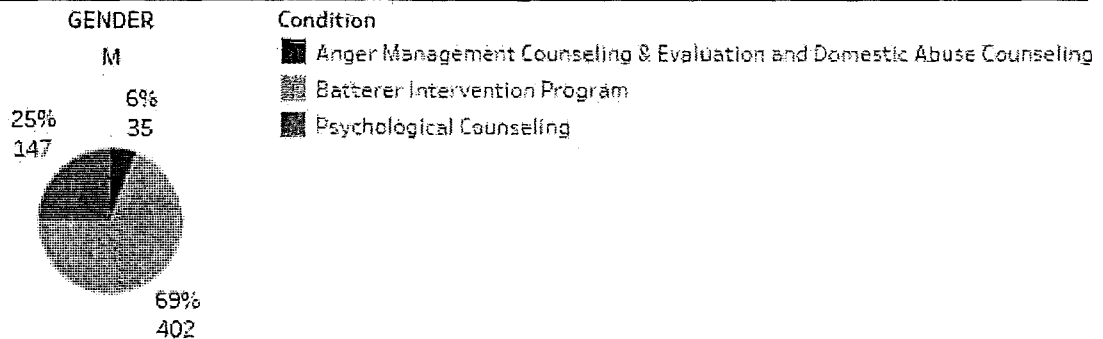 GENDER
M
Condition
Anger Management Counseling & Evaluation and Domestic Abuse Counseling
Batterer Intervention Program
Psychological Counseling
6%
35
25%
147
69%
402